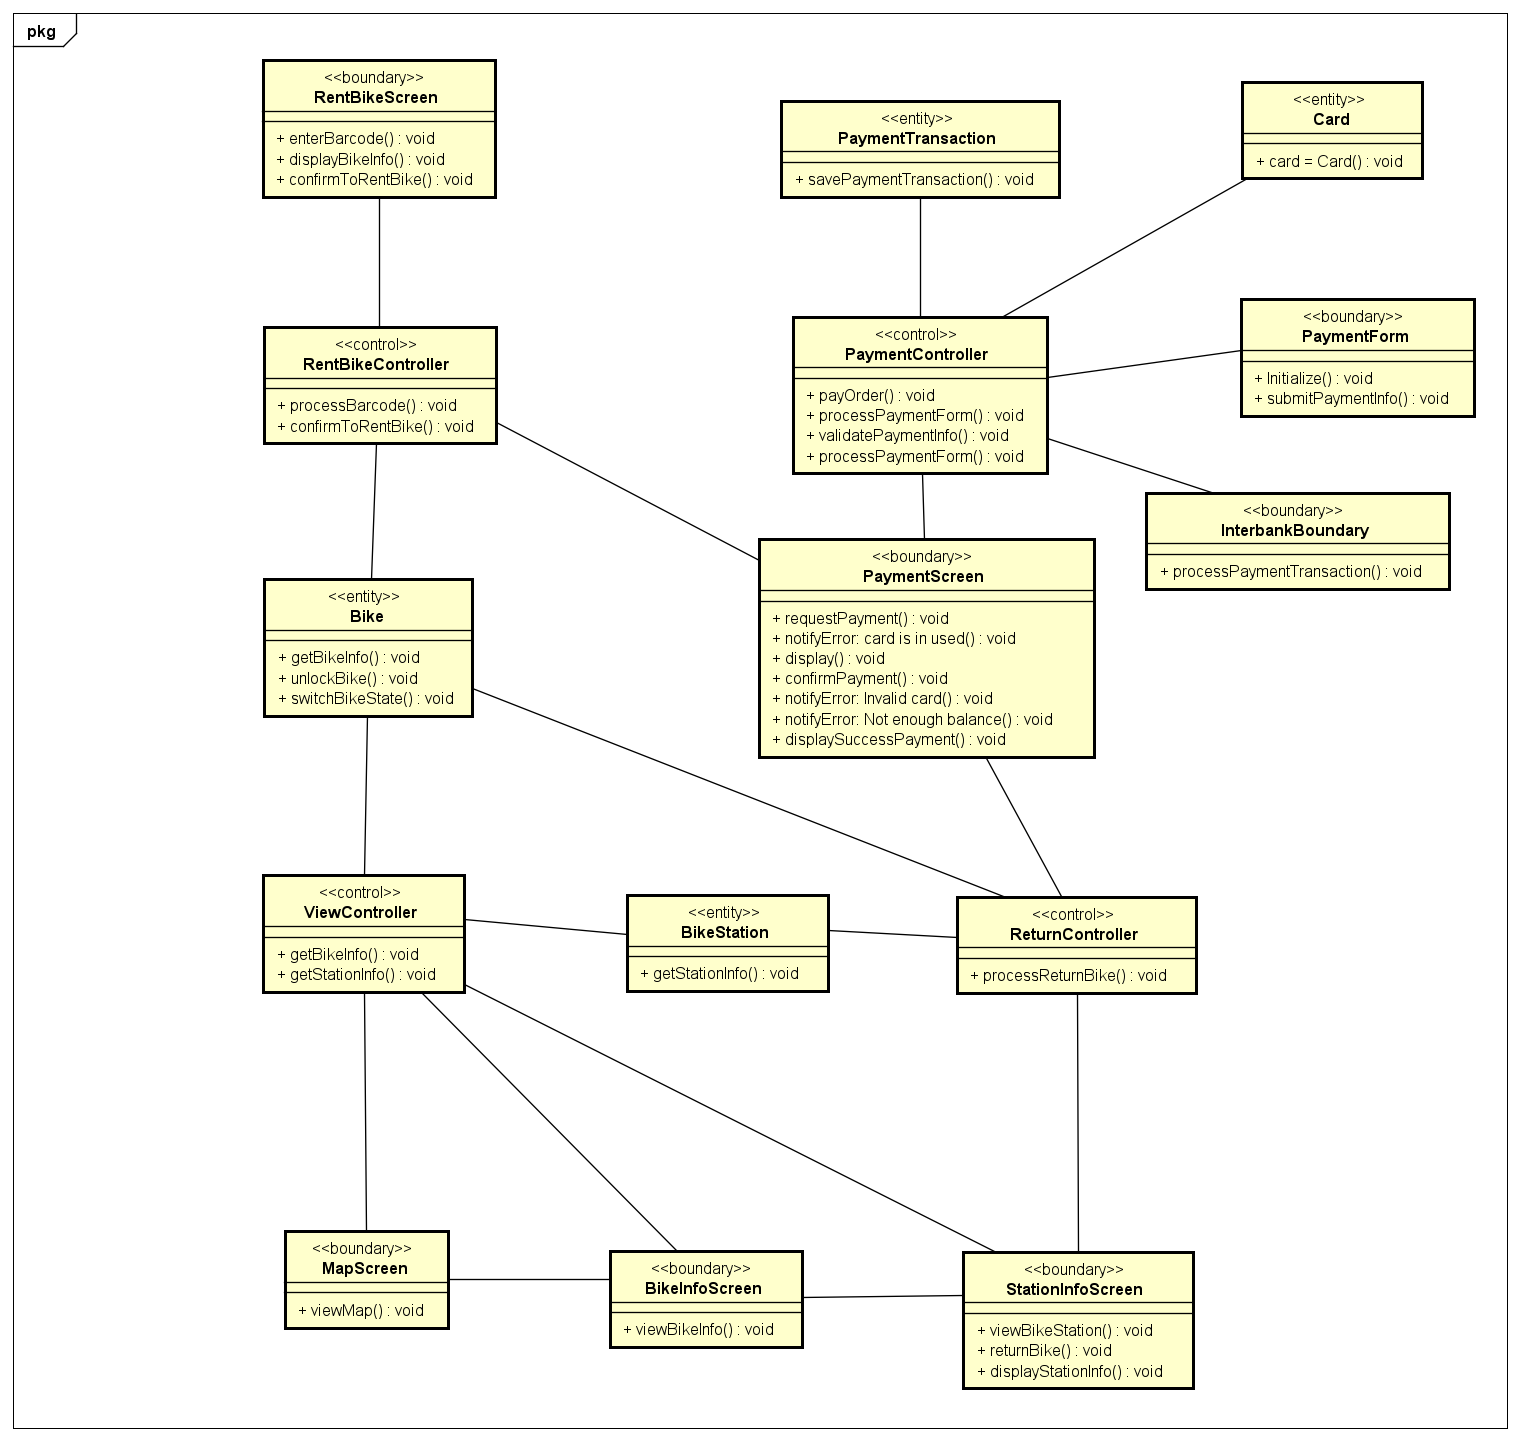 pkg
<<boundary>>
RentBikeScreen
+ enterBarcode() : void
+ displayBikeInfo() : void
+ confirmToRentBike() : void
<<entity>>
PaymentTransaction
+ savePaymentTransaction() : void
<<entity>>
Card
+ card = Card() : void
<<control>>
RentBikeController
+ processBarcode() : void
+ confirmToRentBike() : void
<<control>>
PaymentController
+ payOrder() : void
+ processPaymentForm() : void
+ validatePaymentInfo() : void
+ processPaymentForm() : void
<<boundary>>
PaymentForm
+ Initialize() : void
+ submitPaymentInfo() : void
<<boundary>>
InterbankBoundary
+ processPaymentTransaction() : void
<<entity>>
Bike
+ getBikeInfo() : void
+ unlockBike() : void
+ switchBikeState() : void
<<boundary>>
PaymentScreen
+ requestPayment() : void
+ notifyError: card is in used() : void
+ display() : void
+ confirmPayment() : void
+ notifyError: Invalid card() : void
+ notifyError: Not enough balance() : void
+ displaySuccessPayment() : void
<<control>>
ViewController
+ getBikeInfo() : void
+ getStationInfo() : void
<<entity>>
BikeStation
+ getStationInfo() : void
<<control>>
ReturnController
+ processReturnBike() : void
<<boundary>>
MapScreen
+ viewMap() : void
<<boundary>>
BikeInfoScreen
+ viewBikeInfo() : void
<<boundary>>
StationInfoScreen
+ viewBikeStation() : void
+ returnBike() : void
+ displayStationInfo() : void